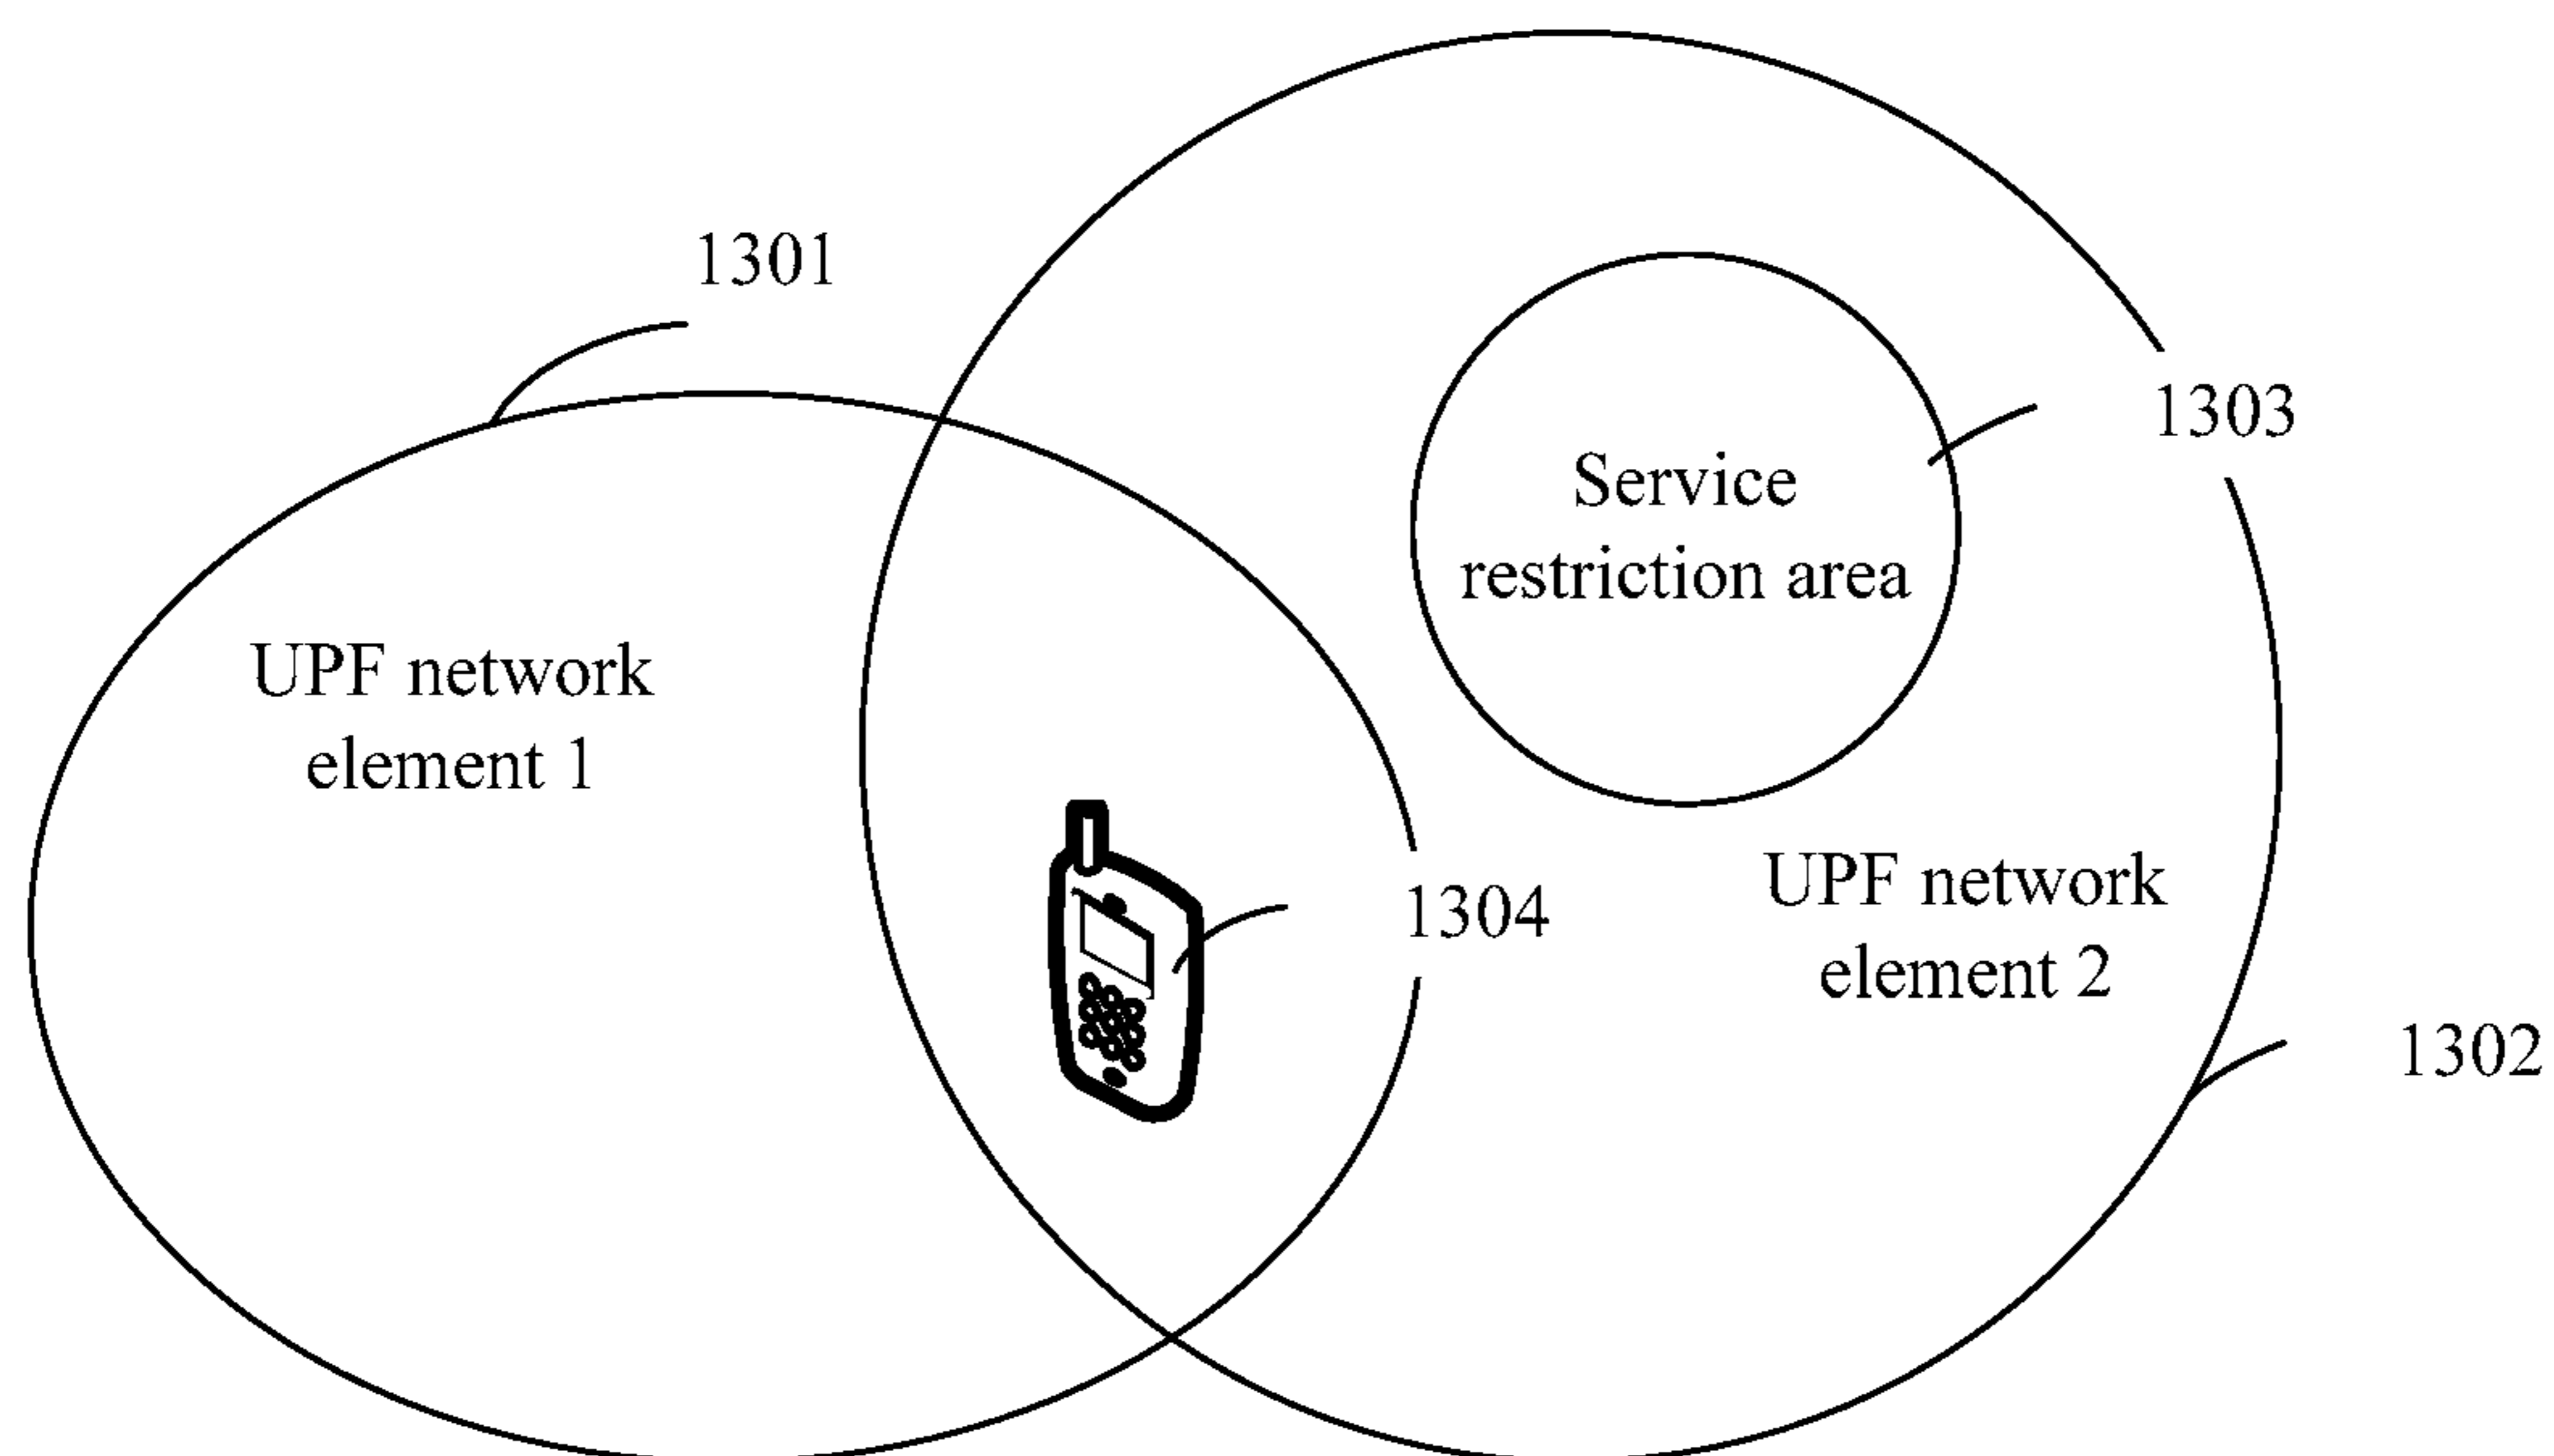 1301
1303
Service
restriction area
UPF network
element 1
UPF network
element 2
1304
1302